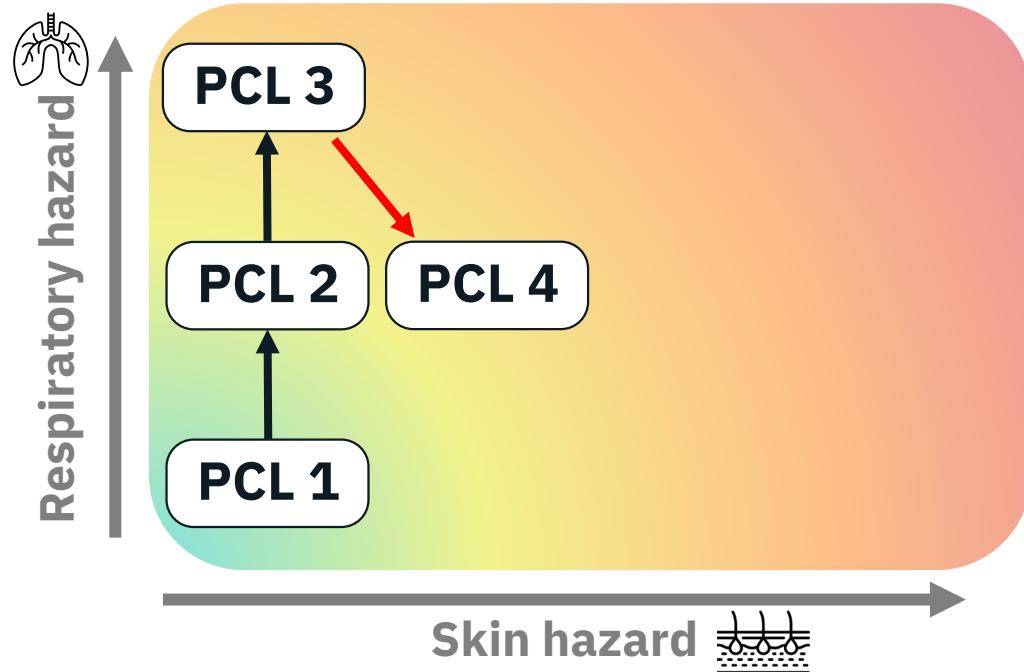 PCL 3
PCL 2
PCL 4
PCL 1
Respiratory hazard
Skin hazard